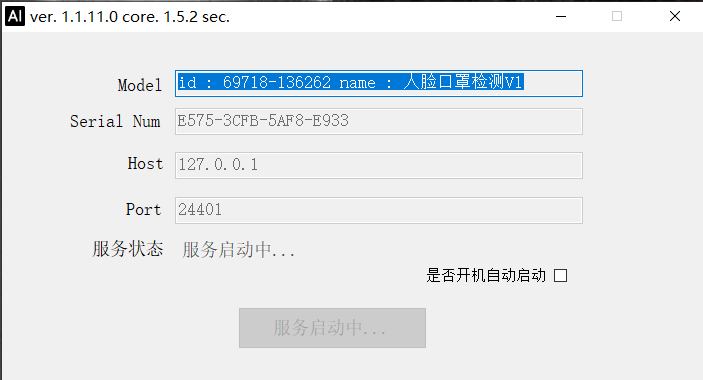 AI ver. 1.1.11.0 core. 1.5.2 sec.
Model id : 69718-136262 name : 人脸口罩检测V1
Serial Num E575-3CFB-5AF8-E933
Host 127.0.0.1
Port 24401
服务状态 服务启动中...
是否开机自动启动
服务启动中...